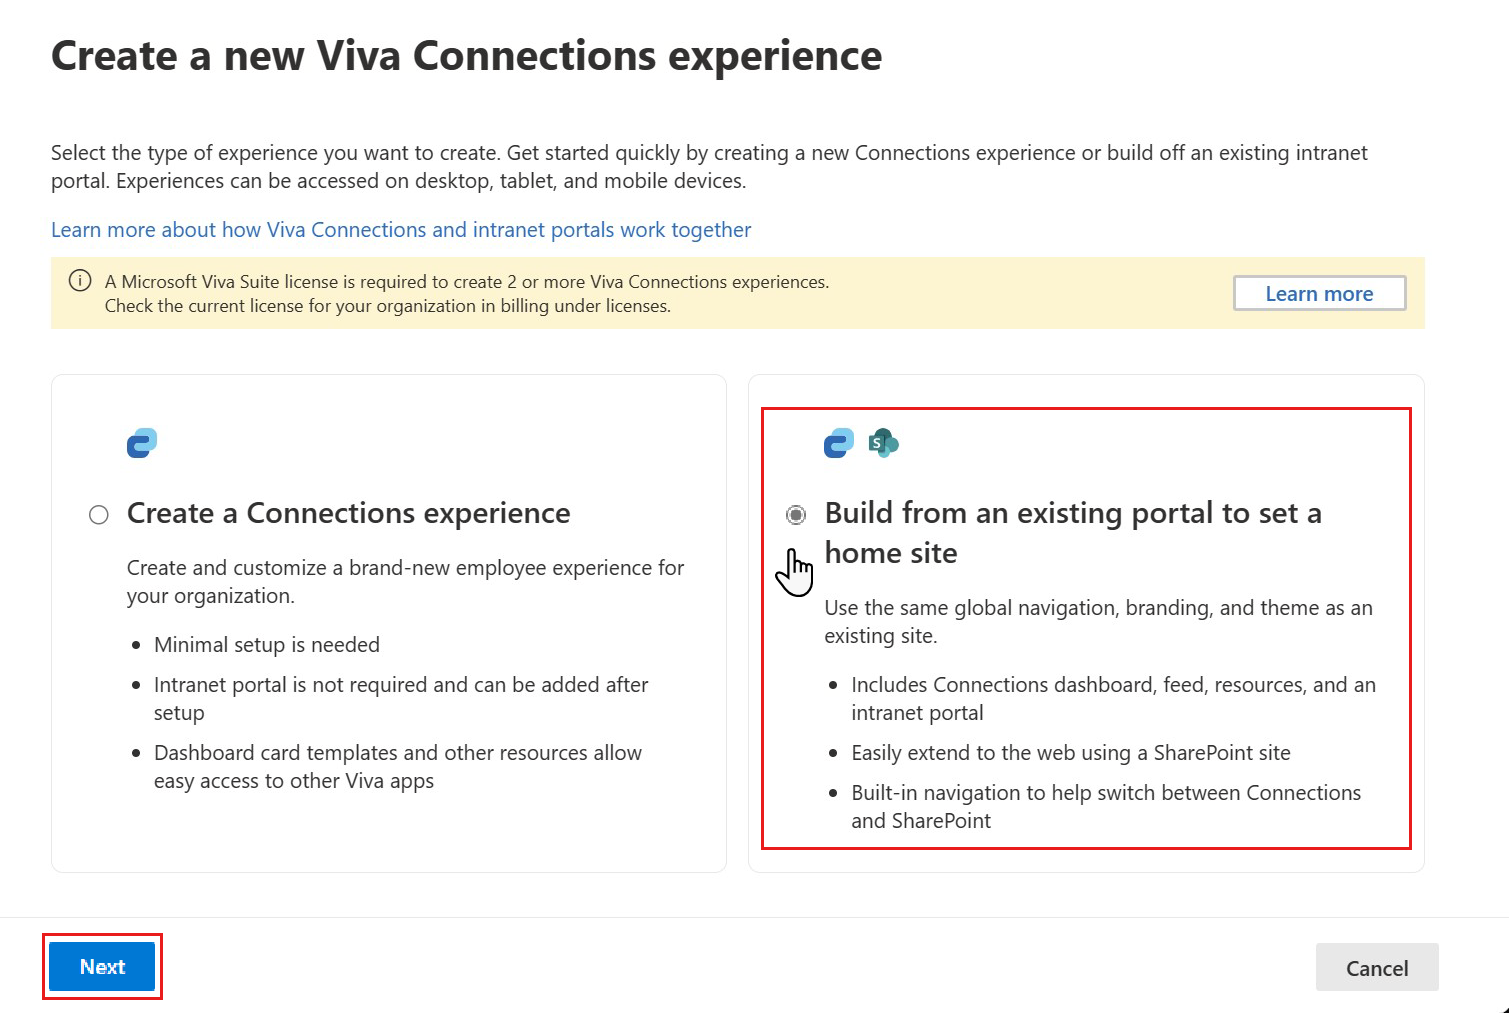 Create a new Viva Connections experience
Select the type of experience you want to create. Get started quickly by creating a new Connections experience or build off an existing intranet
portal. Experiences can be accessed on desktop, tablet, and mobile devices.
Learn more about how Viva Connections and intranet portals work together
A Microsoft Viva Suite license is required to create 2 or more Viva Connections experiences.
Check the current license for your organization in billing under licenses.
Learn more
Create a Connections experience
Create and customize a brand-new employee experience for
your organization.
• Minimal setup is needed
• Intranet portal is not required and can be added after
setup
• Dashboard card templates and other resources allow
easy access to other Viva apps
S
Build from an existing portal to set a
home site
Use the same global navigation, branding, and theme as an
existing site.
• Includes Connections dashboard, feed, resources, and an
intranet portal
• Easily extend to the web using a SharePoint site
• Built-in navigation to help switch between Connections
and SharePoint
Next
Cancel